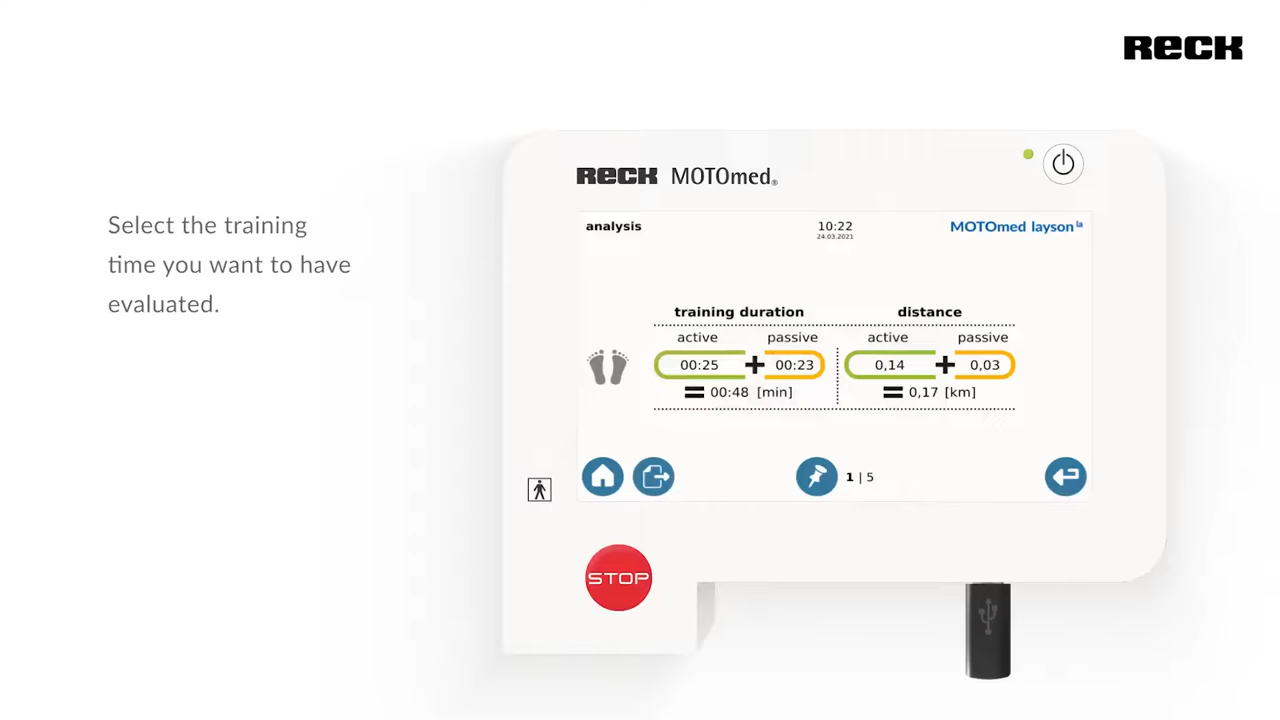 RECK
Select the training
time you want to have
evaluated.
RECK MOTOmed®
analysis 10:22 MOTOmed layson la
24.03.2021
training duration distance
active passive active passive
00:25 + 00:23 0,14 + 0,03
= 00:48 [min] = 0,17 [km]
1 | 5
STOP